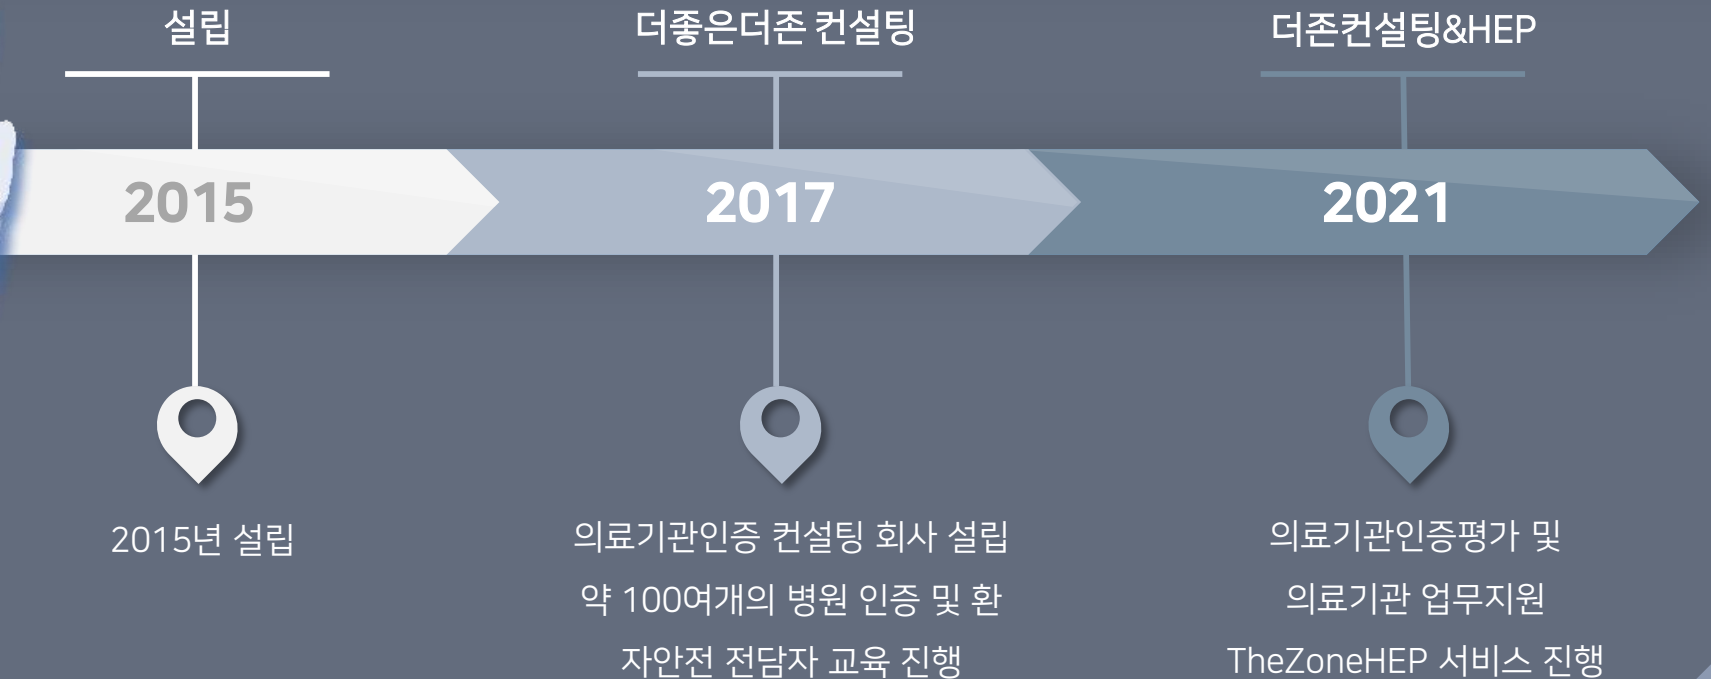 설립
더좋은더존 컨설팅
더존컨설팅&HEP
2015
2017
2021
2015년 설립
의료기관인증 컨설팅 회사 설립
약 100여개의 병원 인증 및 환
자안전 전담자 교육 진행
의료기관인증평가 및
의료기관 업무지원
TheZoneHEP 서비스 진행